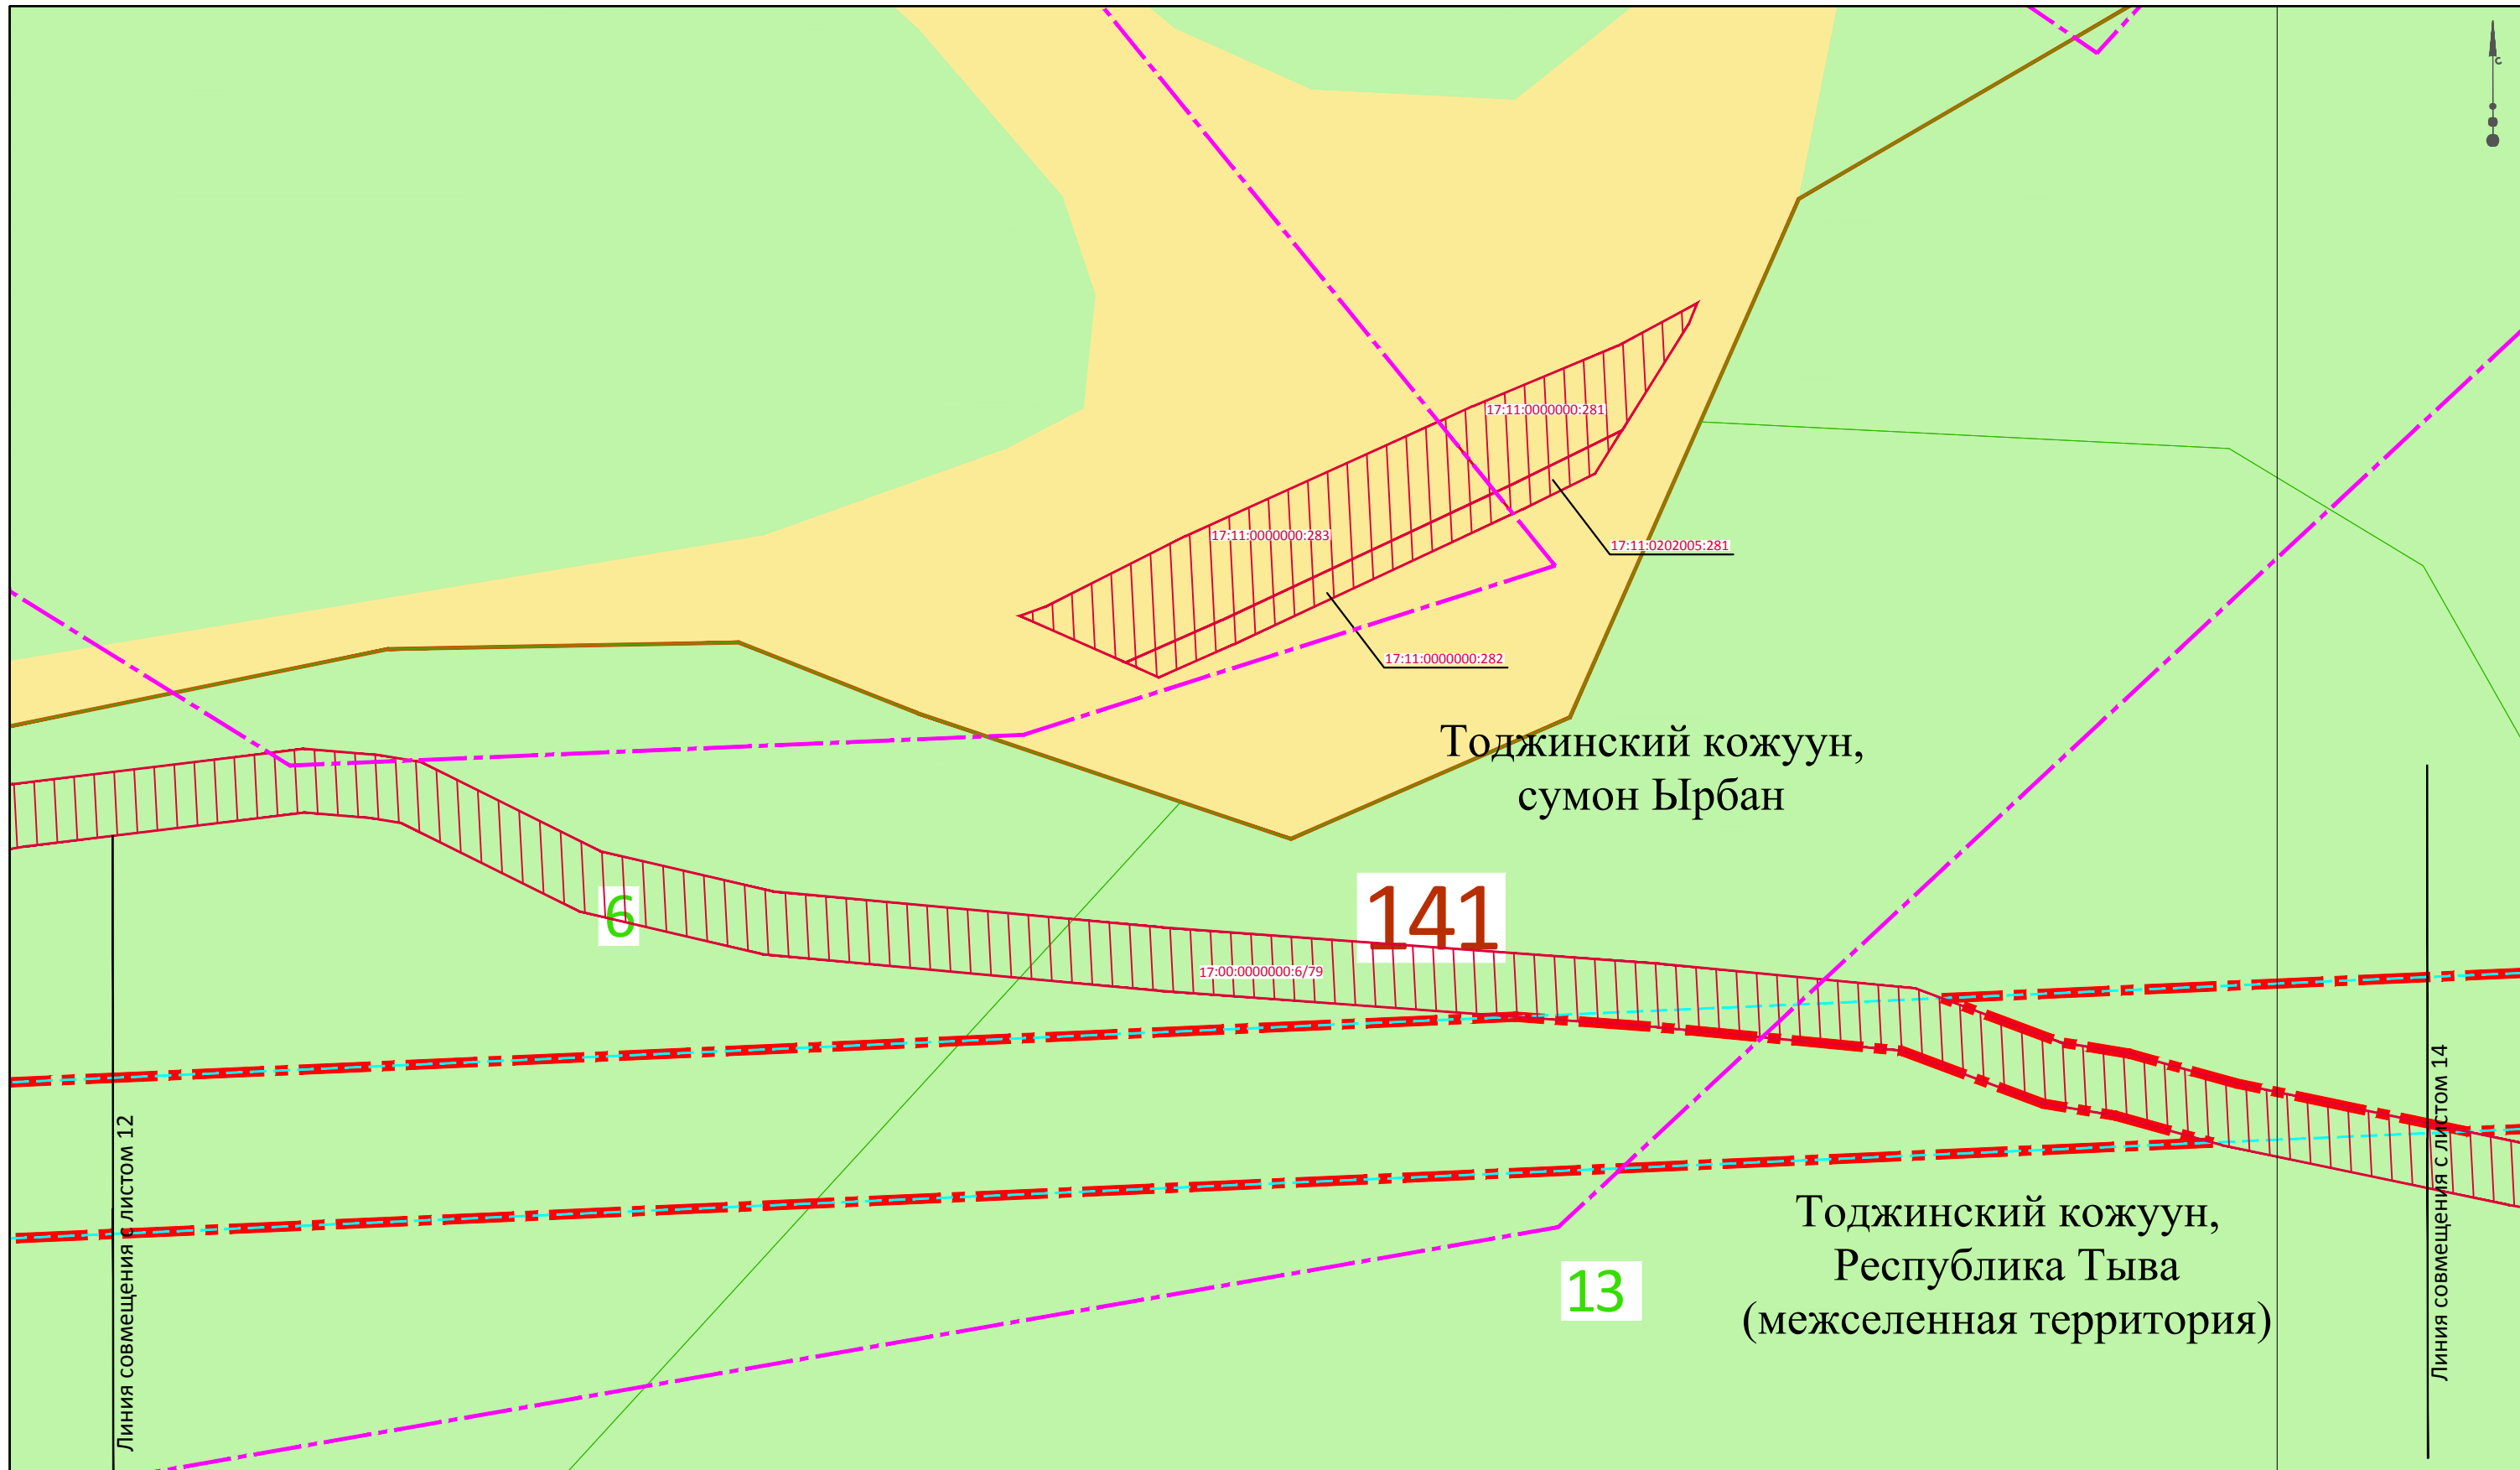 С
17:11:0000000:281
17:11:0000000:283
17:11:0202005:281
17:11:0000000:282
Тоджинский кожуун,
сумон Ырбан
6
141
17:00:0000000:6/79
Линия совмещения с листом 12
Линия совмещения с листом 14
Тоджинский кожуун,
Республика Тыва
(межселенная территория)
13